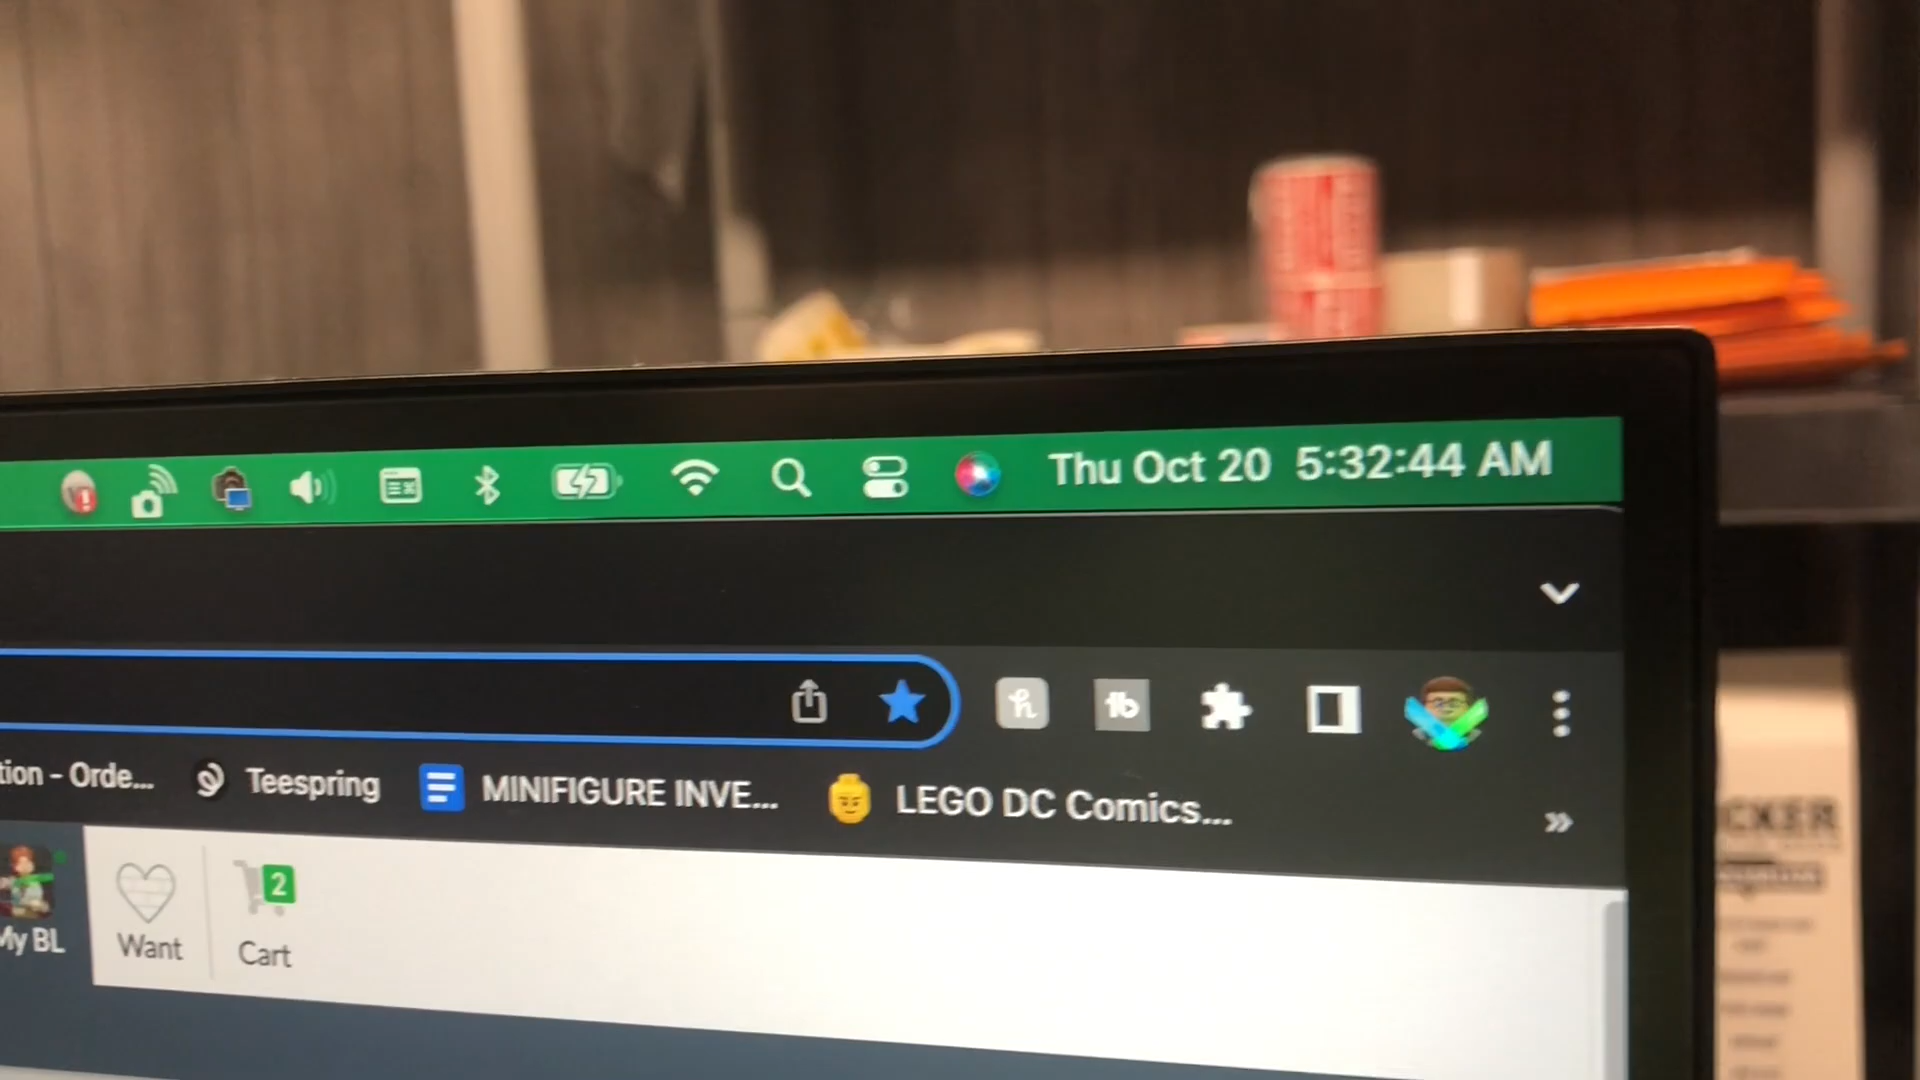 Thu Oct 20 5:32:44 AM
tion - Orde...
Teespring
MINIFIGURE INVE...
LEGO DC Comics...
My BL
Want
2
Cart
CKER